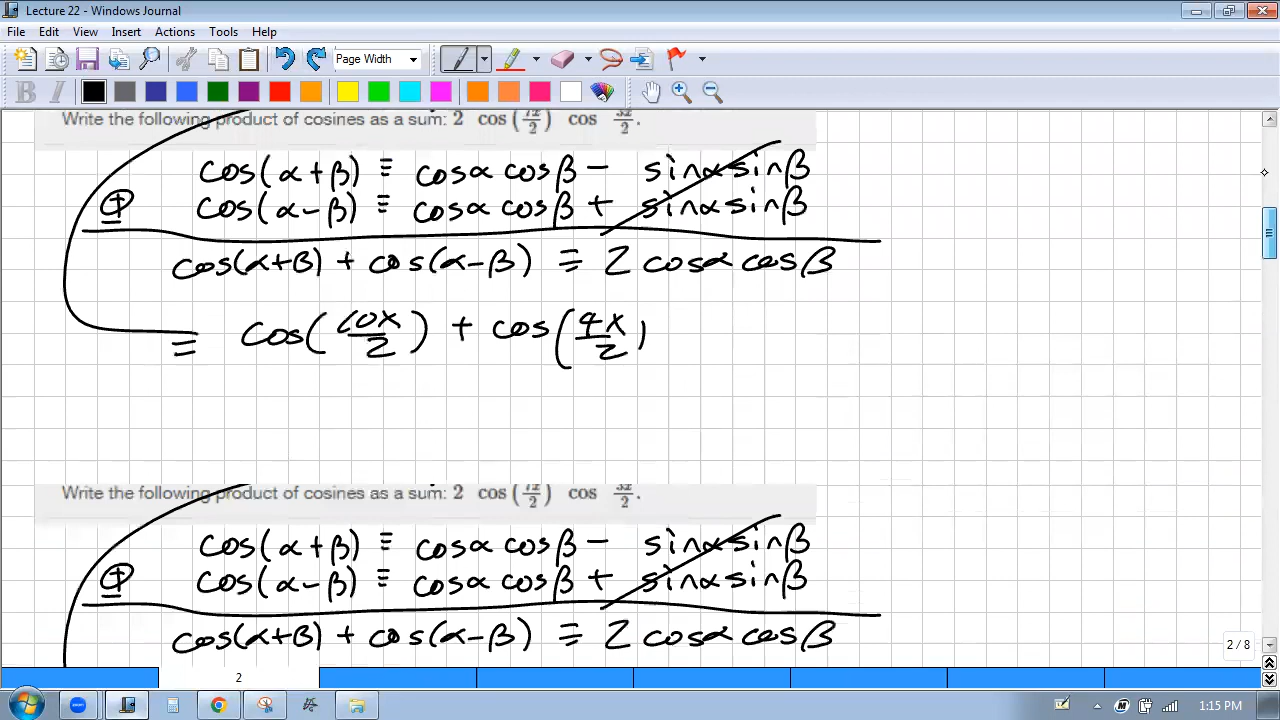 Lecture 22 - Windows Journal
File Edit View Insert Actions Tools Help
Page Width
B I
Write the following product of cosines as a sum: 2 cos(7x/2) cos 3x/2.
cos(α+β) ≡ cosα cosβ − sinα sinβ
⊕ cos(α−β) ≡ cosα cosβ + sinα sinβ
cos(α+β) + cos(α−β) ≡ 2 cosα cosβ
= cos(10x/2) + cos(4x/2)
Write the following product of cosines as a sum: 2 cos(7x/2) cos 3x/2.
cos(α+β) ≡ cosα cosβ − sinα sinβ
⊕ cos(α−β) ≡ cosα cosβ + sinα sinβ
cos(α+β) + cos(α−β) ≡ 2 cosα cosβ
2 / 8
2
1:15 PM